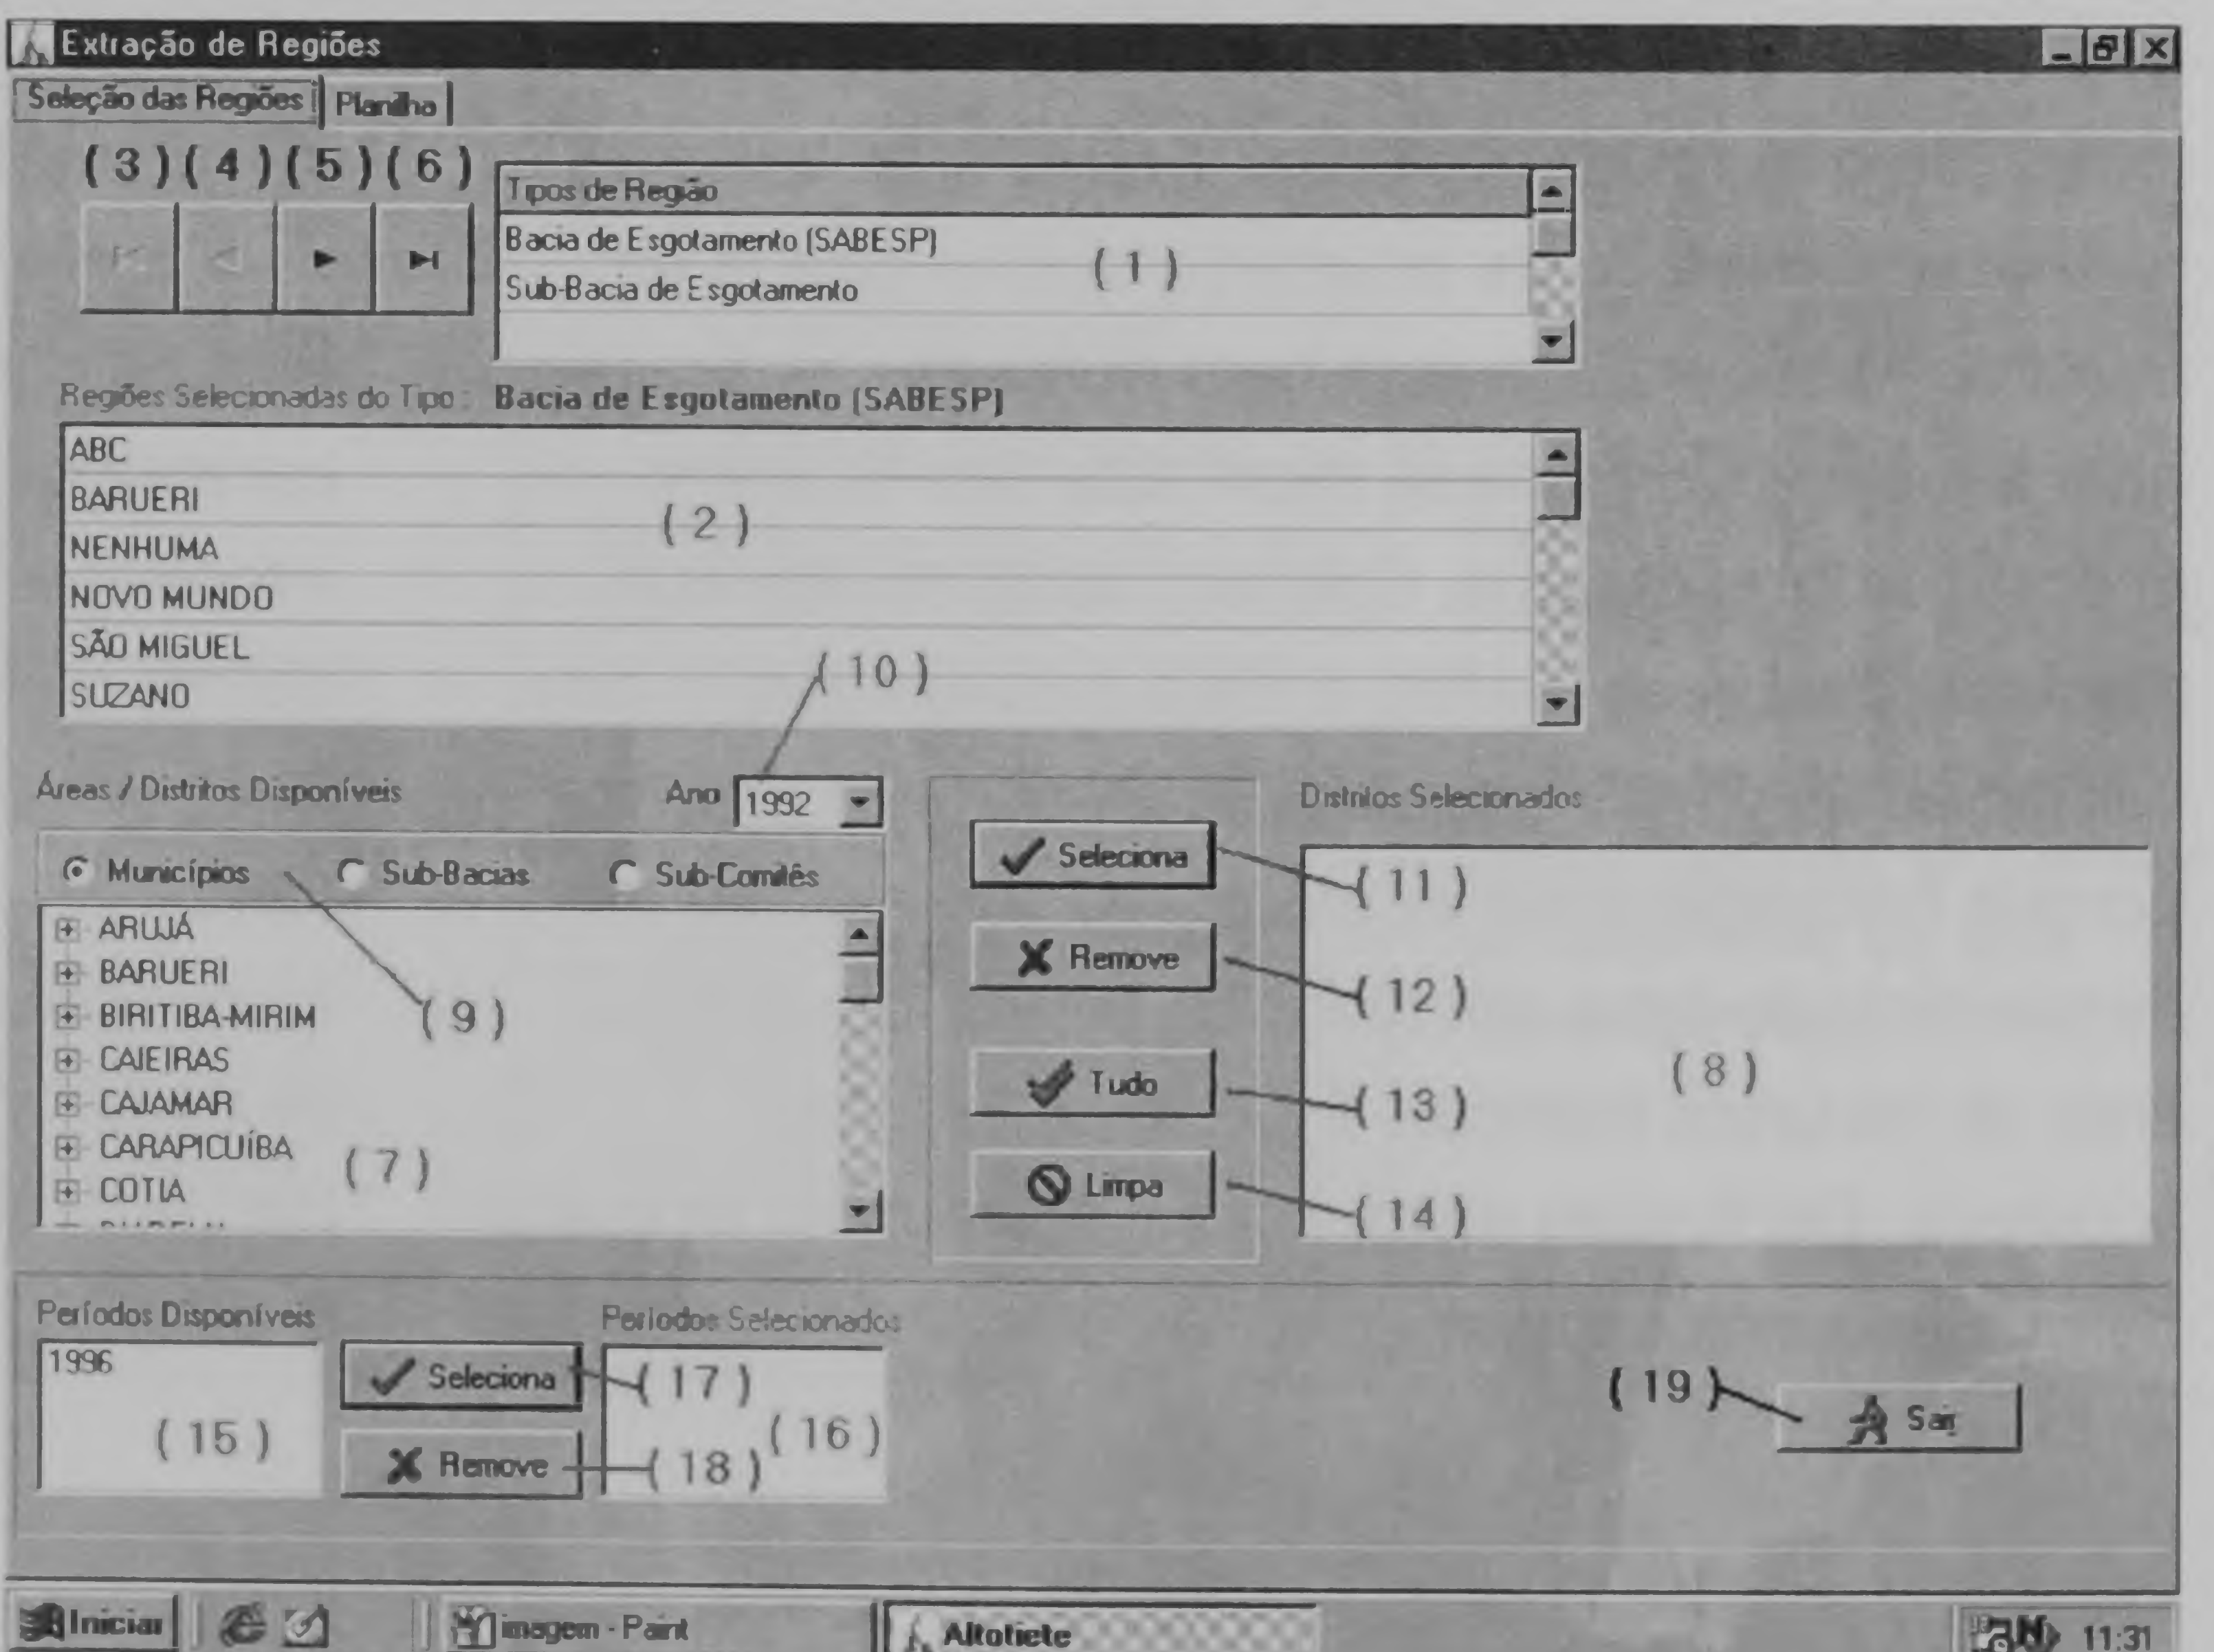 Extração de Regiões
Seleção das Regiões Planilha
( 3 ) ( 4 ) ( 5 ) ( 6 )
Tipos de Região
Bacia de Esgotamento (SABESP)
( 1 )
Sub-Bacia de Esgotamento
Regiões Selecionadas do Tipo : Bacia de Esgotamento (SABESP)
ABC
BARUERI
( 2 )
NENHUMA
NOVO MUNDO
SÃO MIGUEL
( 10 )
SUZANO
Áreas / Distritos Disponíveis Ano 1992
Municípios Sub-Bacias Sub-Comitês
ARUJÁ
BARUERI
BIRITIBA-MIRIM
( 9 )
CAIEIRAS
CAJAMAR
CARAPICUÍBA
( 7 )
COTIA
Seleciona
Remove
Tudo
Limpa
Distritos Selecionados
( 11 )
( 12 )
( 8 )
( 13 )
( 14 )
Períodos Disponíveis
1996
( 15 )
Seleciona
Remove
Períodos Selecionados
( 17 )
( 16 )
( 18 )
( 19 )
Sair
Iniciar imagem - Paint Altotiete 11:31